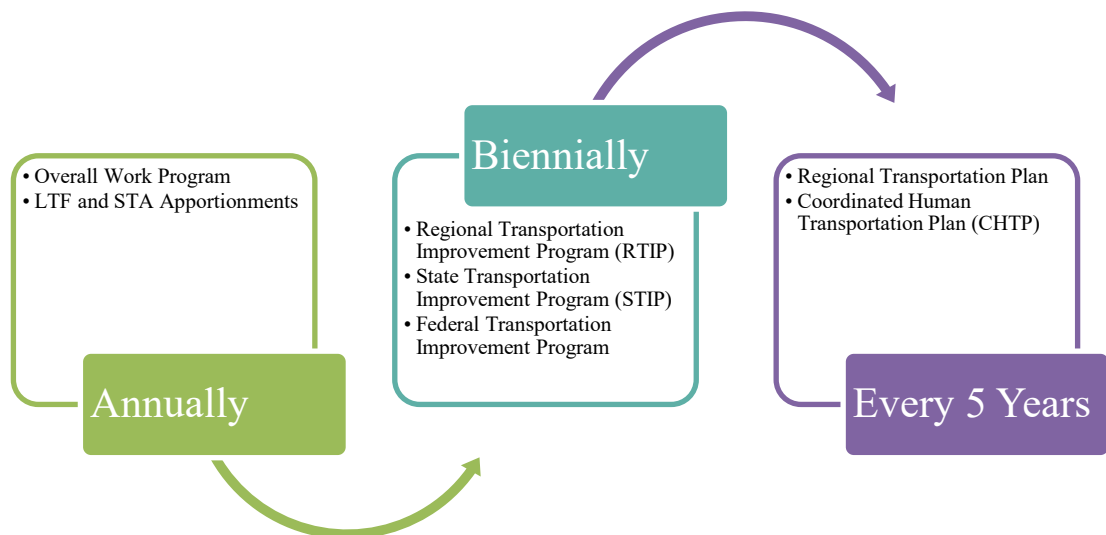 • Overall Work Program
• LTF and STA Apportionments
Annually
Biennially
• Regional Transportation
Improvement Program (RTIP)
• State Transportation
Improvement Program (STIP)
• Federal Transportation
Improvement Program
• Regional Transportation Plan
• Coordinated Human
Transportation Plan (CHTP)
Every 5 Years